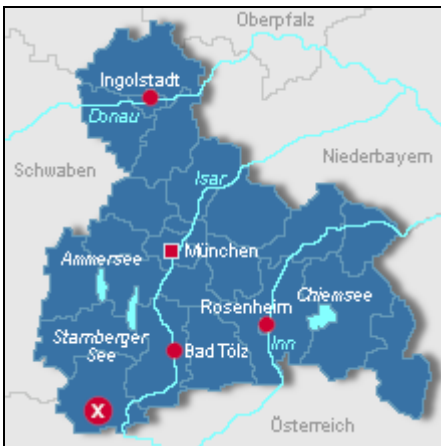 Oberpfalz
Ingolstadt
Donau
Niederbayern
Schwaben
Isar
München
Ammersee
Chiemsee
Rosenheim
Starnberger
See
Inn
Bad Tölz
X
Österreich